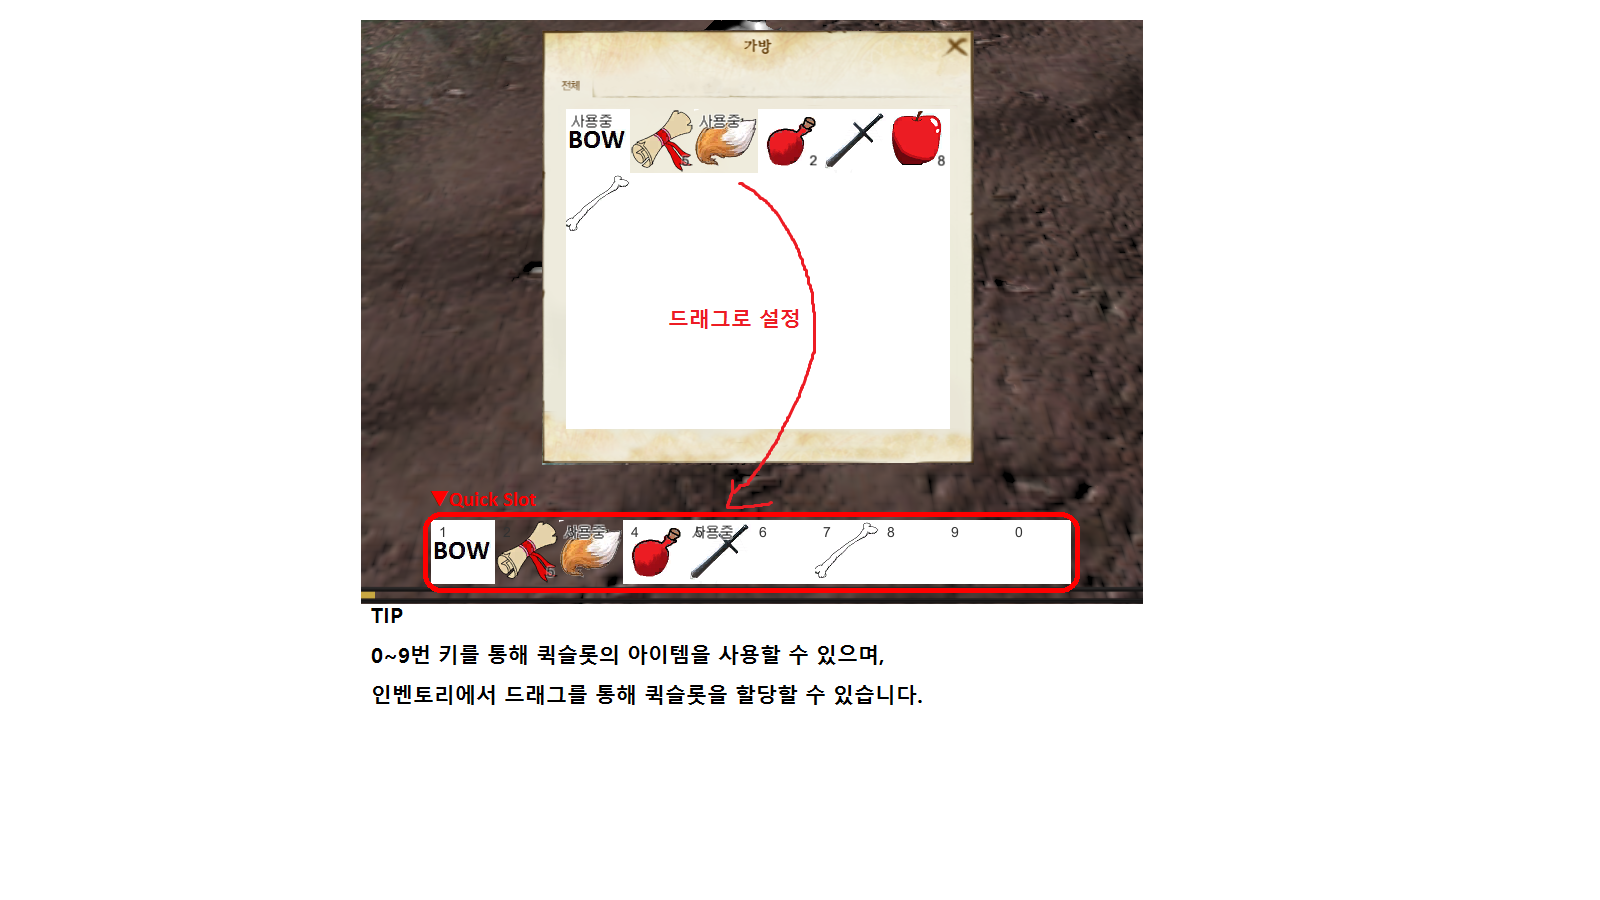 가방
전체
사용중 사용중
BOW
5 2 8
드래그로 설정
▼Quick Slot
1 2 사용중 4 사용중 6 7 8 9 0
BOW
5
TIP
0~9번 키를 통해 퀵슬롯의 아이템을 사용할 수 있으며,
인벤토리에서 드래그를 통해 퀵슬롯을 할당할 수 있습니다.